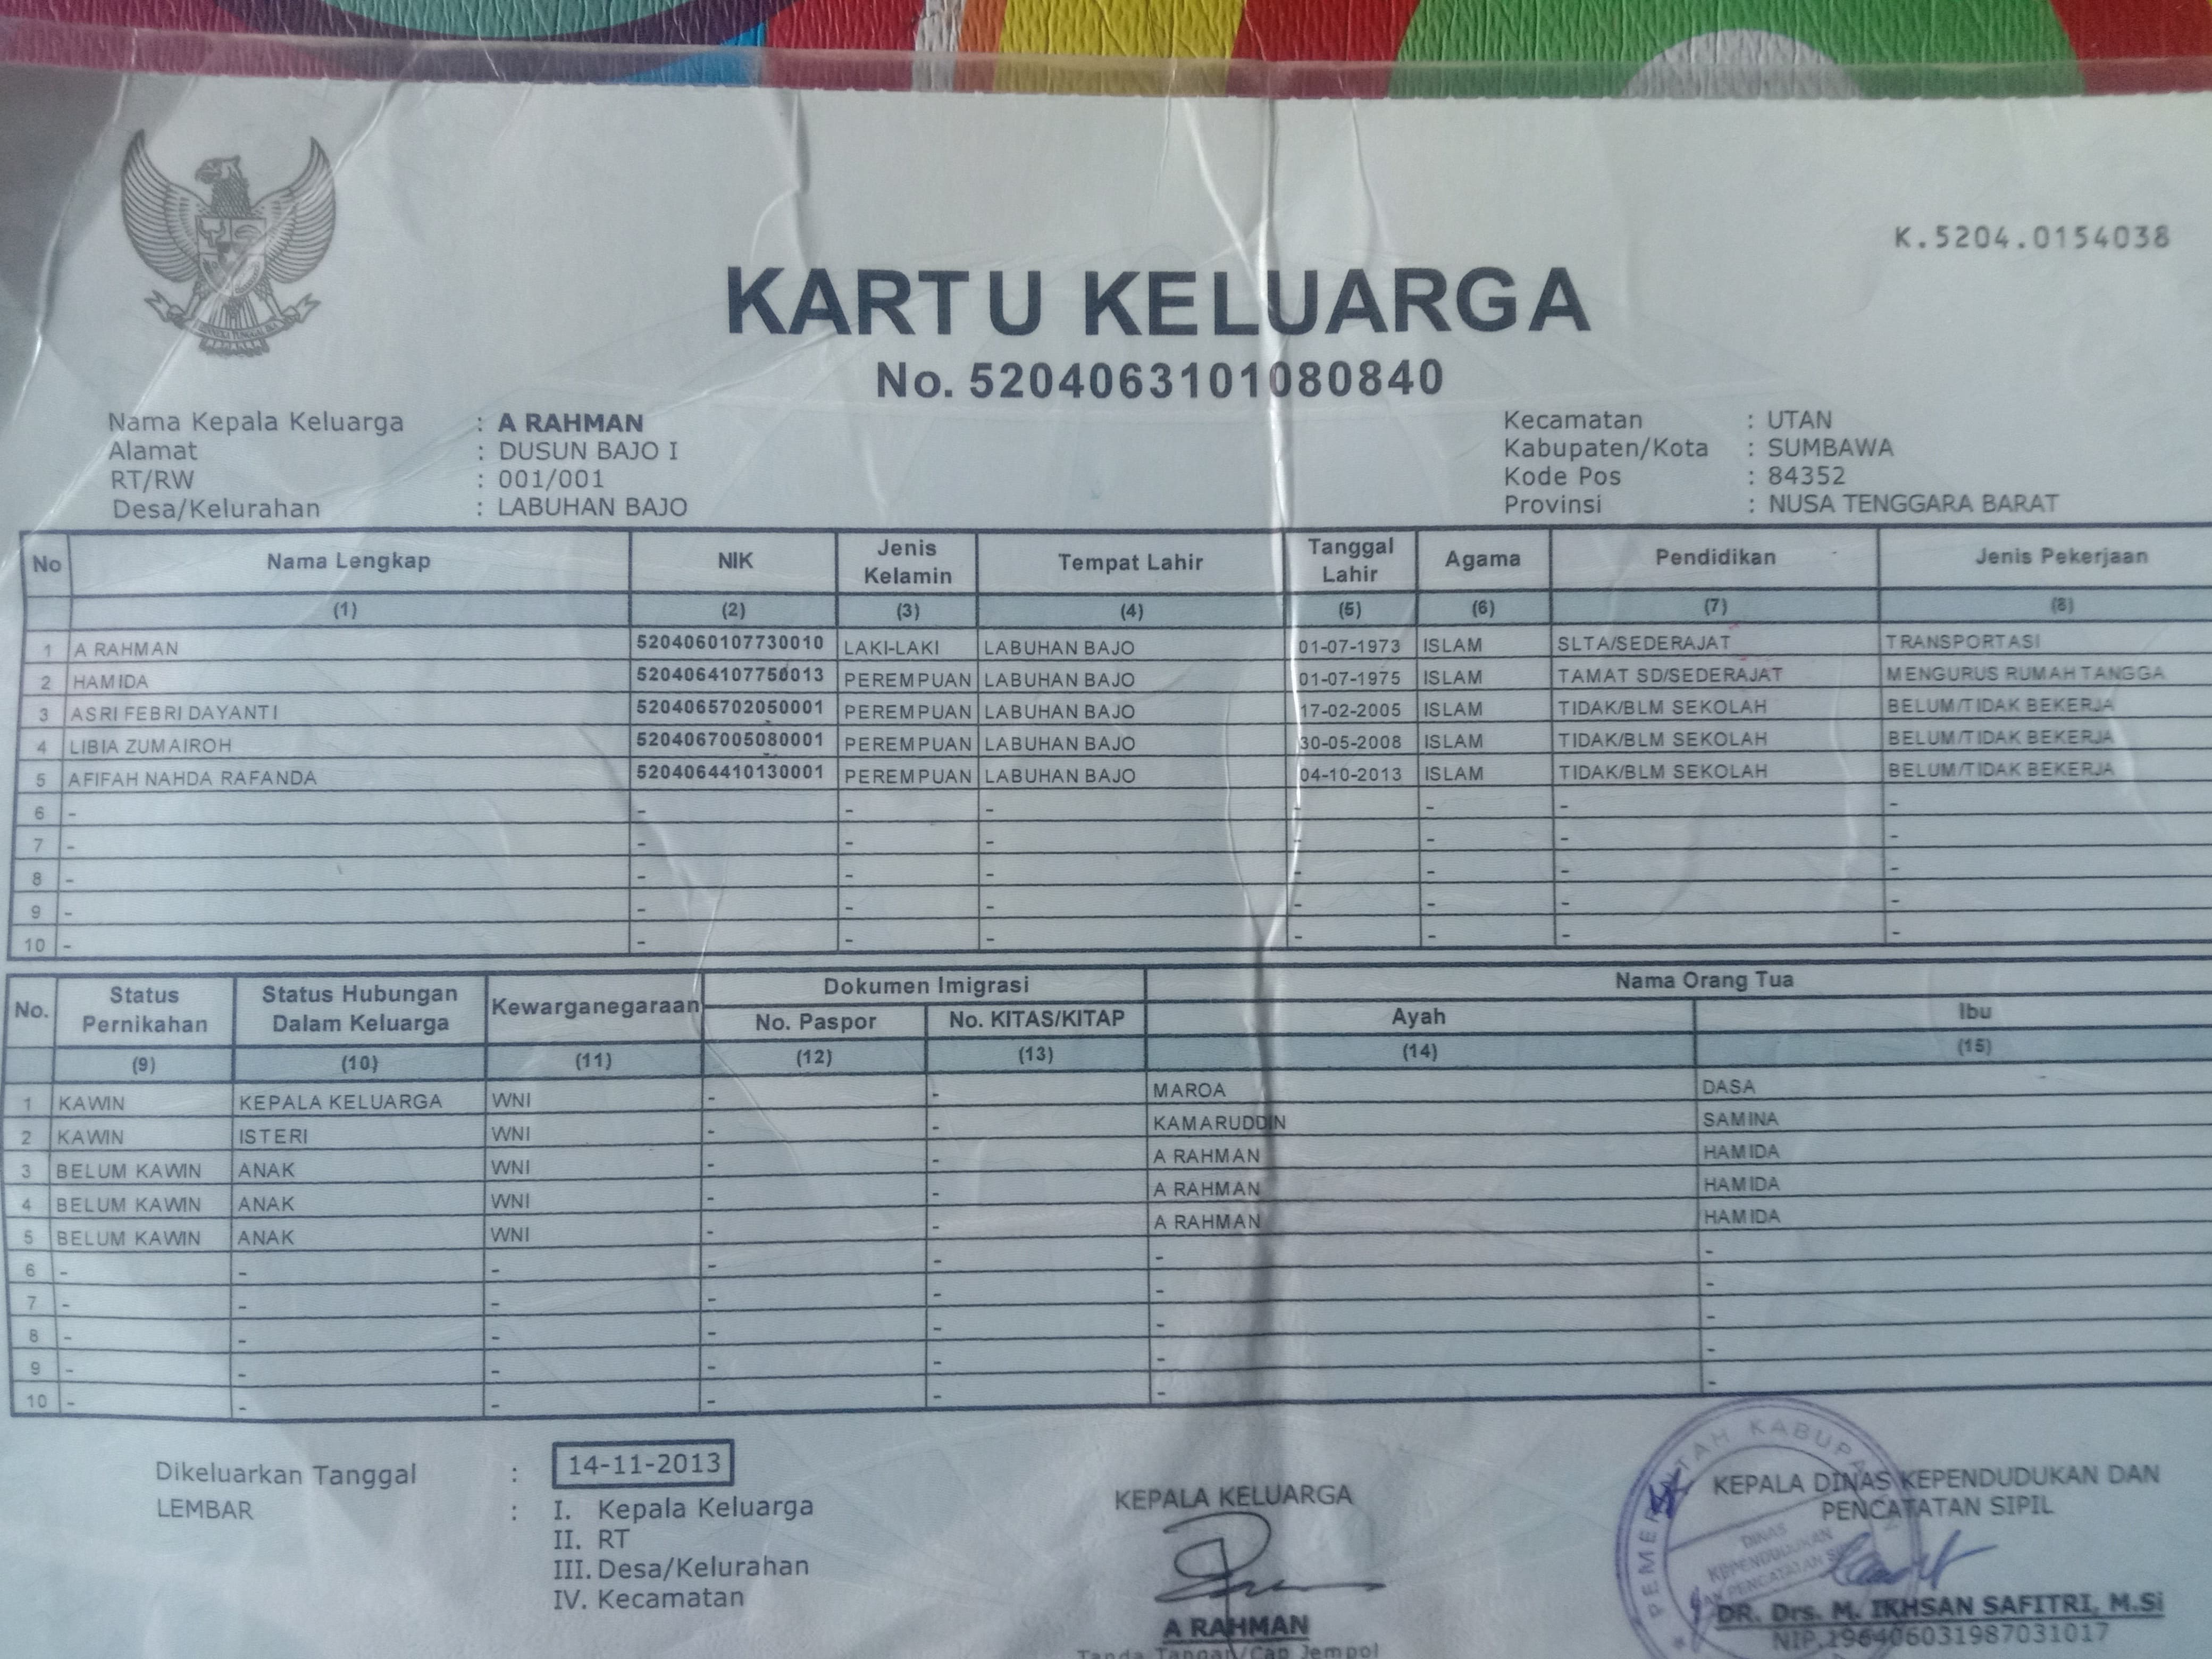 K.5204.0154038
KARTU KELUARGA
No. 5204063101080840
Nama Kepala Keluarga : A RAHMAN
Alamat : DUSUN BAJO I
RT/RW : 001/001
Desa/Kelurahan : LABUHAN BAJO
Kecamatan : UTAN
Kabupaten/Kota : SUMBAWA
Kode Pos : 84352
Provinsi : NUSA TENGGARA BARAT
No Nama Lengkap NIK Jenis Kelamin Tempat Lahir Tanggal Lahir Agama Pendidikan Jenis Pekerjaan
(1) (2) (3) (4) (5) (6) (7) (8)
1 A RAHMAN 5204060107730010 LAKI-LAKI LABUHAN BAJO 01-07-1973 ISLAM SLTA/SEDERAJAT TRANSPORTASI
2 HAMIDA 5204064107750013 PEREMPUAN LABUHAN BAJO 01-07-1975 ISLAM TAMAT SD/SEDERAJAT MENGURUS RUMAH TANGGA
3 ASRI FEBRI DAYANTI 5204065702050001 PEREMPUAN LABUHAN BAJO 17-02-2005 ISLAM TIDAK/BLM SEKOLAH BELUM/TIDAK BEKERJA
4 LIBIA ZUMAIROH 5204067005080001 PEREMPUAN LABUHAN BAJO 30-05-2008 ISLAM TIDAK/BLM SEKOLAH BELUM/TIDAK BEKERJA
5 AFIFAH NAHDA RAFANDA 5204064410130001 PEREMPUAN LABUHAN BAJO 04-10-2013 ISLAM TIDAK/BLM SEKOLAH BELUM/TIDAK BEKERJA
6 - - - - - - - -
7 - - - - - - - -
8 - - - - - - - -
9 - - - - - - - -
10 - - - - - - - -
No. Status Pernikahan Status Hubungan Dalam Keluarga Kewarganegaraan Dokumen Imigrasi Nama Orang Tua
No. Paspor No. KITAS/KITAP Ayah Ibu
(9) (10) (11) (12) (13) (14) (15)
1 KAWIN KEPALA KELUARGA WNI - - MAROA DASA
2 KAWIN ISTERI WNI - - KAMARUDDIN SAMINA
3 BELUM KAWIN ANAK WNI - - A RAHMAN HAMIDA
4 BELUM KAWIN ANAK WNI - - A RAHMAN HAMIDA
5 BELUM KAWIN ANAK WNI - - A RAHMAN HAMIDA
6 - - - - - - -
7 - - - - - - -
8 - - - - - - -
9 - - - - - - -
10 - - - - - - -
Dikeluarkan Tanggal : 14-11-2013
LEMBAR : I. Kepala Keluarga
II. RT
III. Desa/Kelurahan
IV. Kecamatan
KEPALA KELUARGA
A RAHMAN
Tanda Tangan/Cap Jempol
KEPALA DINAS KEPENDUDUKAN DAN
PENCATATAN SIPIL
DR. Drs. M. IKHSAN SAFITRI, M.Si
NIP.196406031987031017
PEMERINTAH KABUPA
DINAS
KEPENDUDUKAN
DAN PENCATATAN